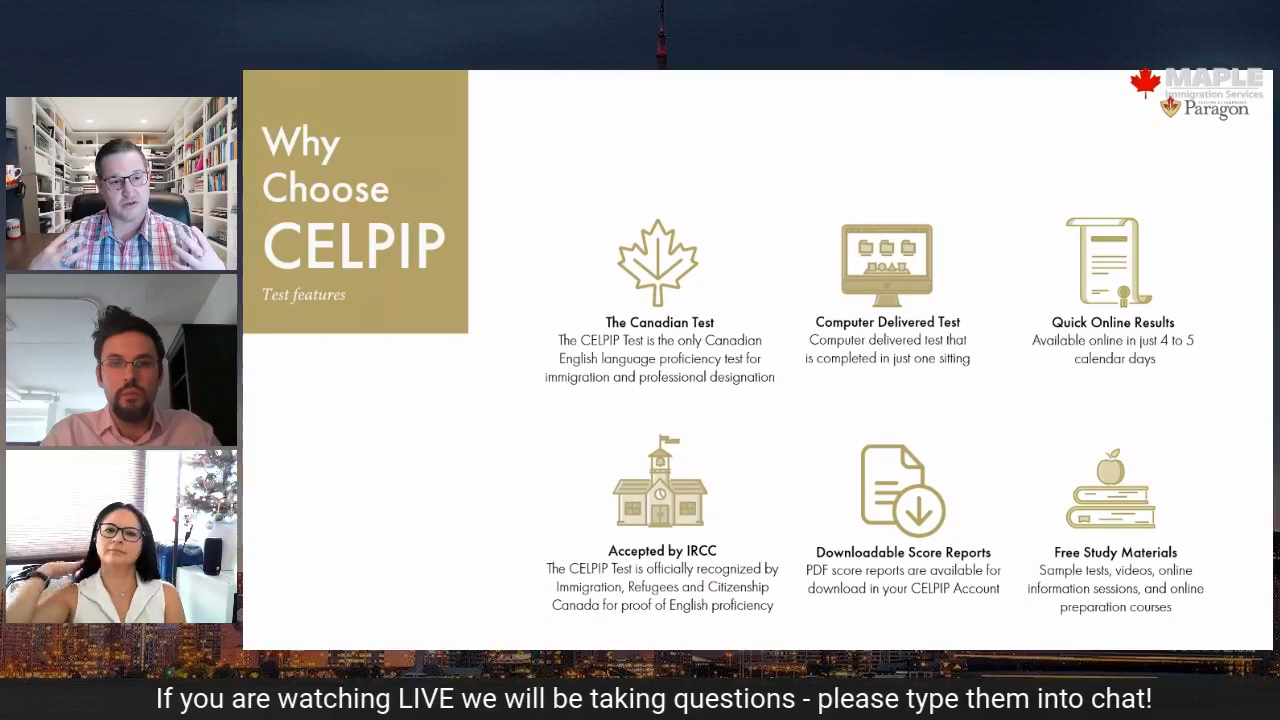 Why
Choose
CELPIP
Test features
MAPLE
Immigration Services
Paragon
The Canadian Test
The CELPIP Test is the only Canadian
English language proficiency test for
immigration and professional designation
Computer Delivered Test
Computer delivered test that
is completed in just one sitting
Quick Online Results
Available online in just 4 to 5
calendar days
Accepted by IRCC
The CELPIP Test is officially recognized by
Immigration, Refugees and Citizenship
Canada for proof of English proficiency
Downloadable Score Reports
PDF score reports are available for
download in your CELPIP Account
Free Study Materials
Sample tests, videos, online
information sessions, and online
preparation courses
If you are watching LIVE we will be taking questions - please type them into chat!